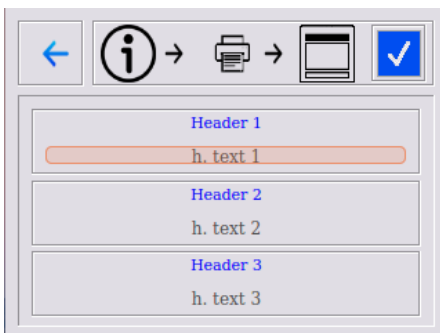 Header 1
h. text 1
Header 2
h. text 2
Header 3
h. text 3